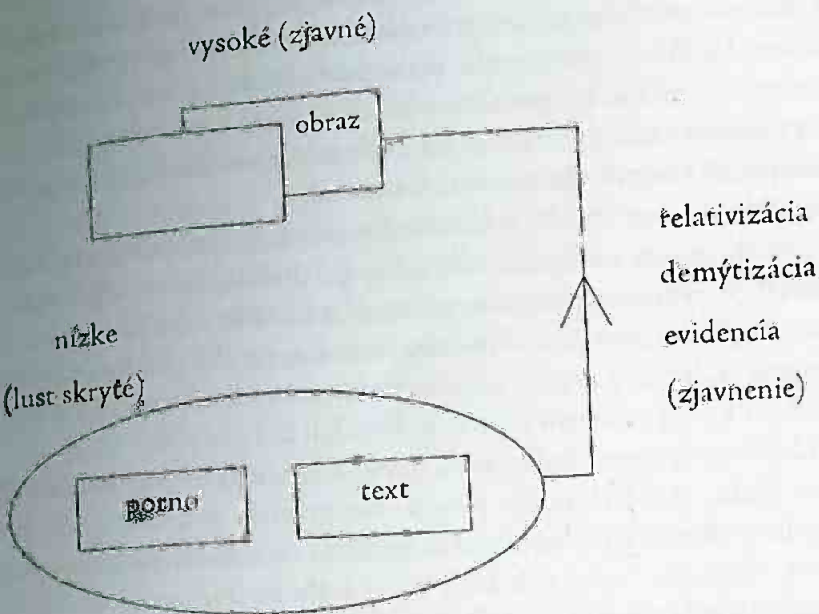 vysoké (zjavné)
obraz
relativizácia
demýtizácia
evidencia
(zjavnenie)
nízke
(lust skryté)
porno
text